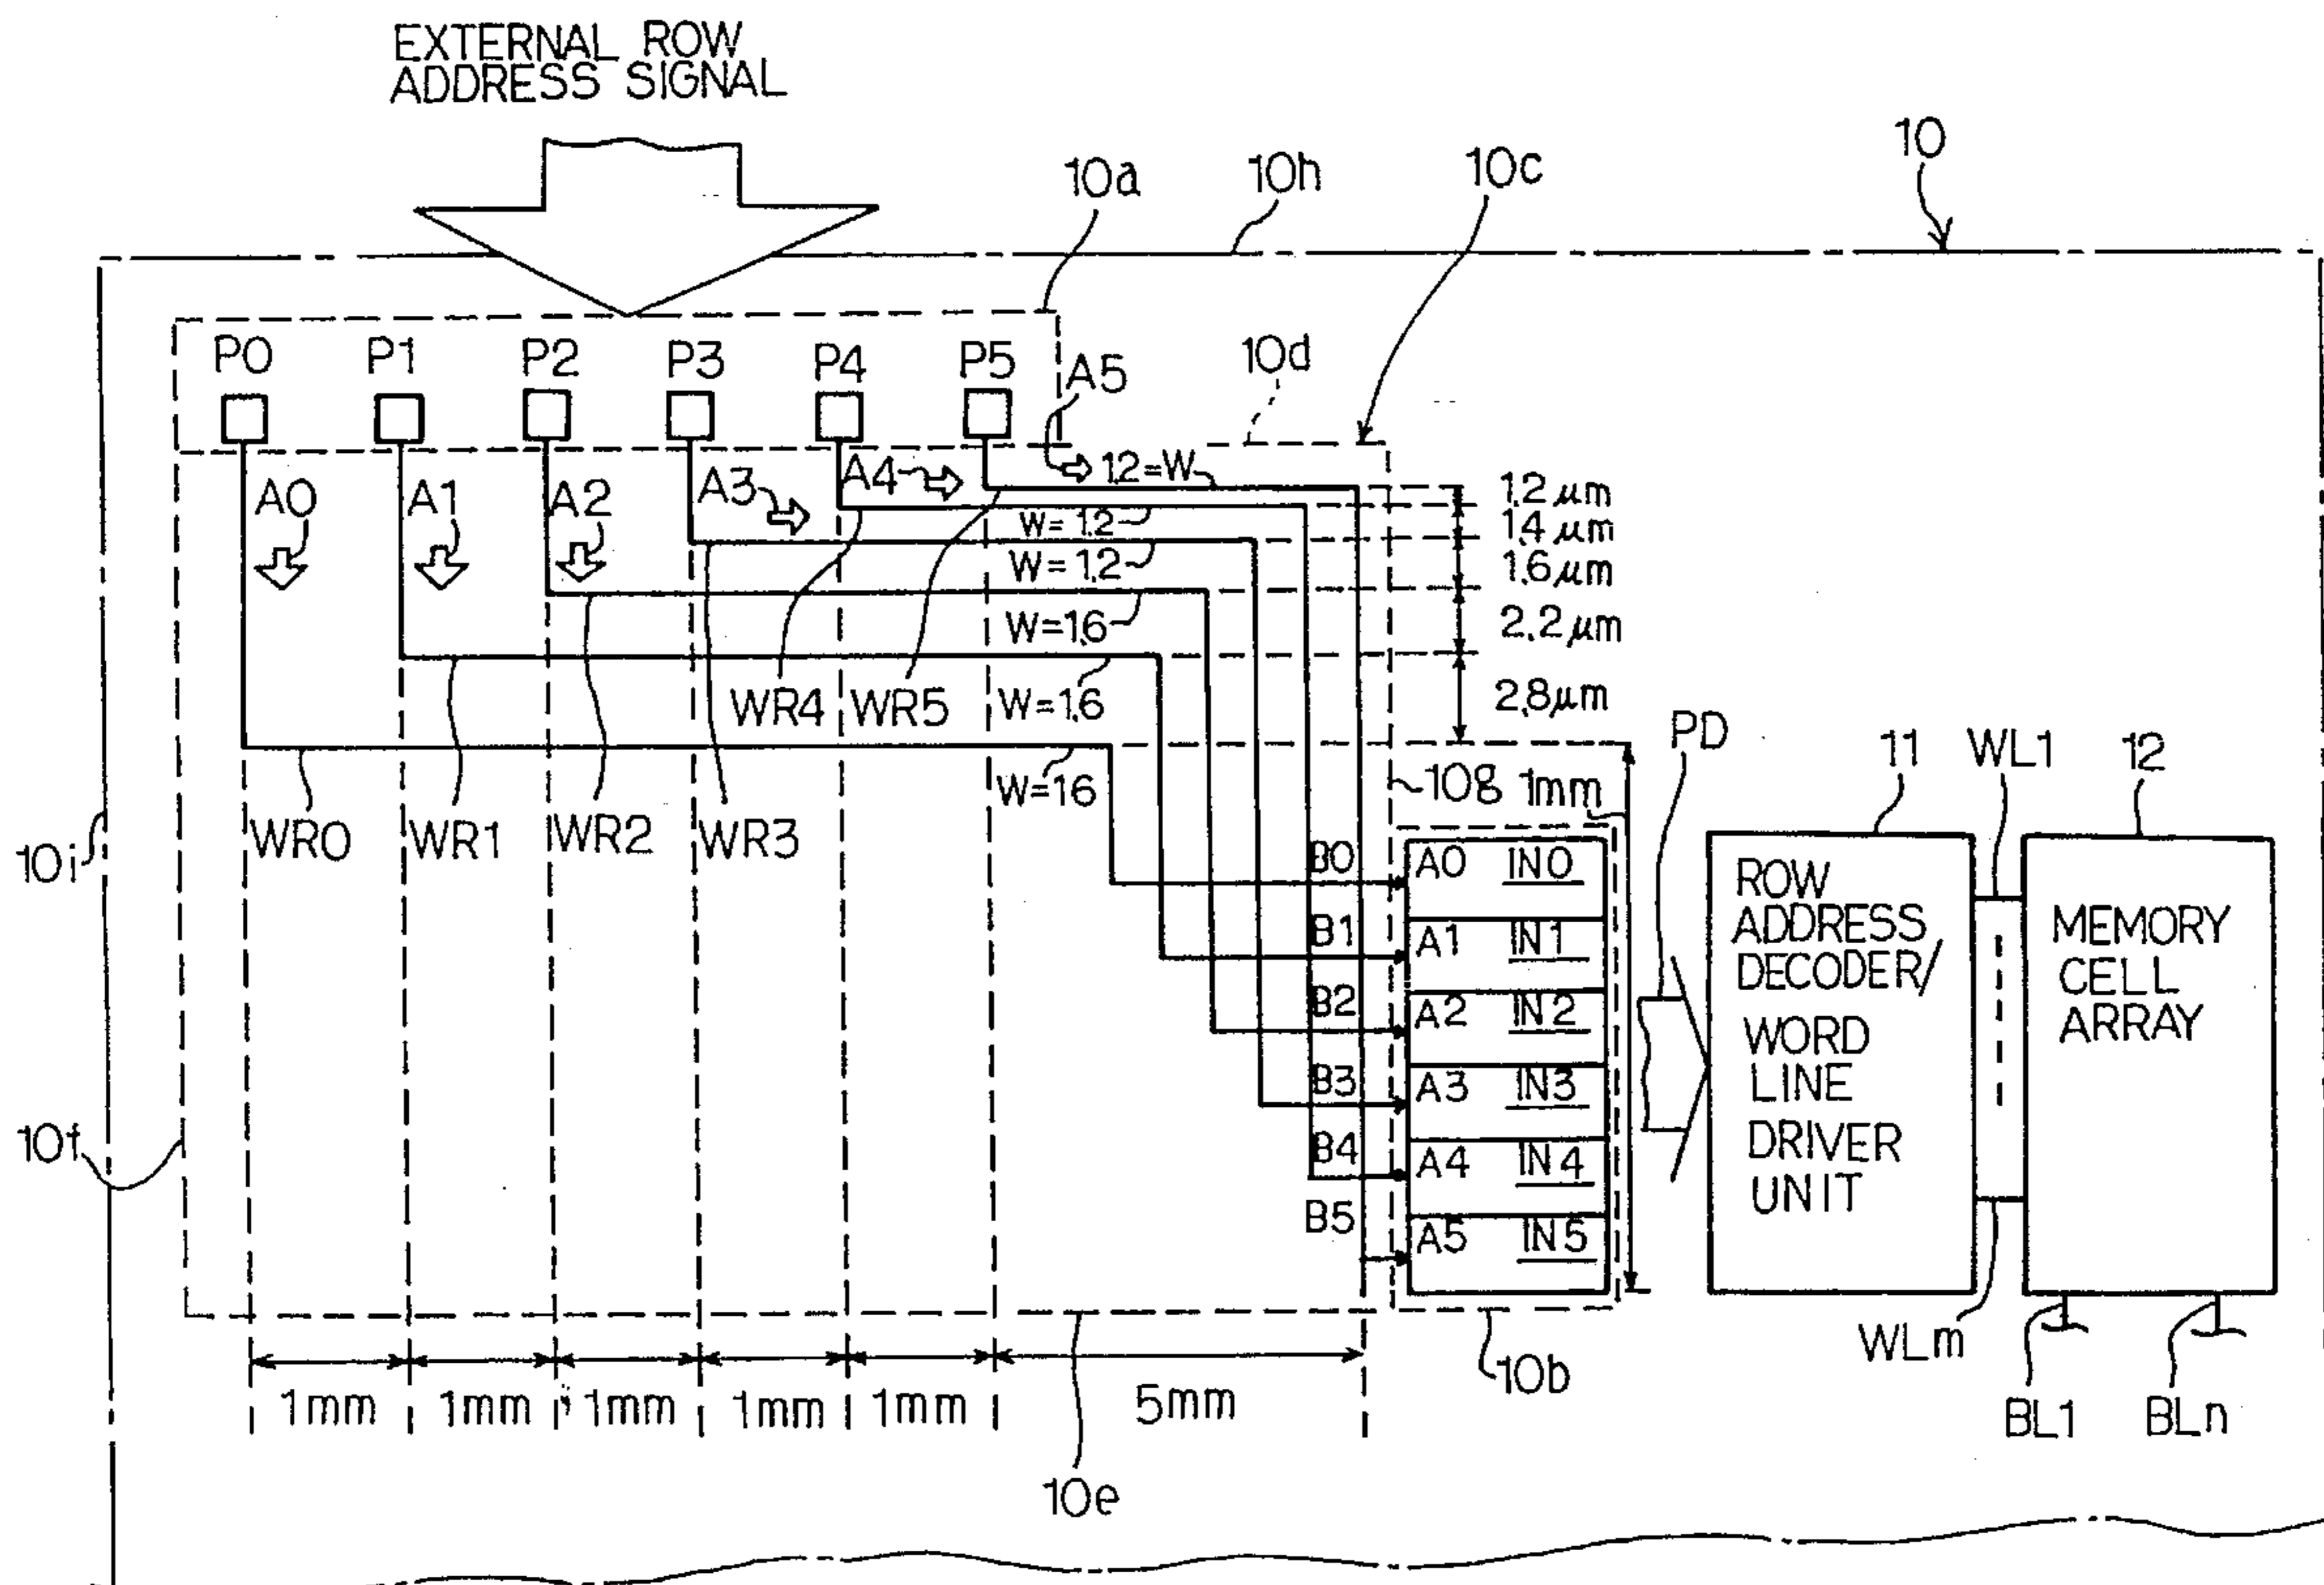 EXTERNAL ROW
ADDRESS SIGNAL
10
10a
10h
10c
P0
P1
P2
P3
P4
P5
A5
10d
A0
A1
A2
A3
A4
1.2=W
1.2μm
W=1.2
1.4μm
W=1.2
1.6μm
W=1.6
2.2μm
WR4
WR5
W=1.6
2.8μm
W=1.6
10g
1mm
PD
11
WL1
12
WR0
WR1
WR2
WR3
10i
B0
A0
IN0
B1
A1
IN1
B2
A2
IN2
B3
A3
IN3
B4
A4
IN4
B5
A5
IN5
ROW
ADDRESS
DECODER/
WORD
LINE
DRIVER
UNIT
MEMORY
CELL
ARRAY
10f
WLm
10b
BL1
BLn
1mm
1mm
1mm
1mm
1mm
5mm
10e